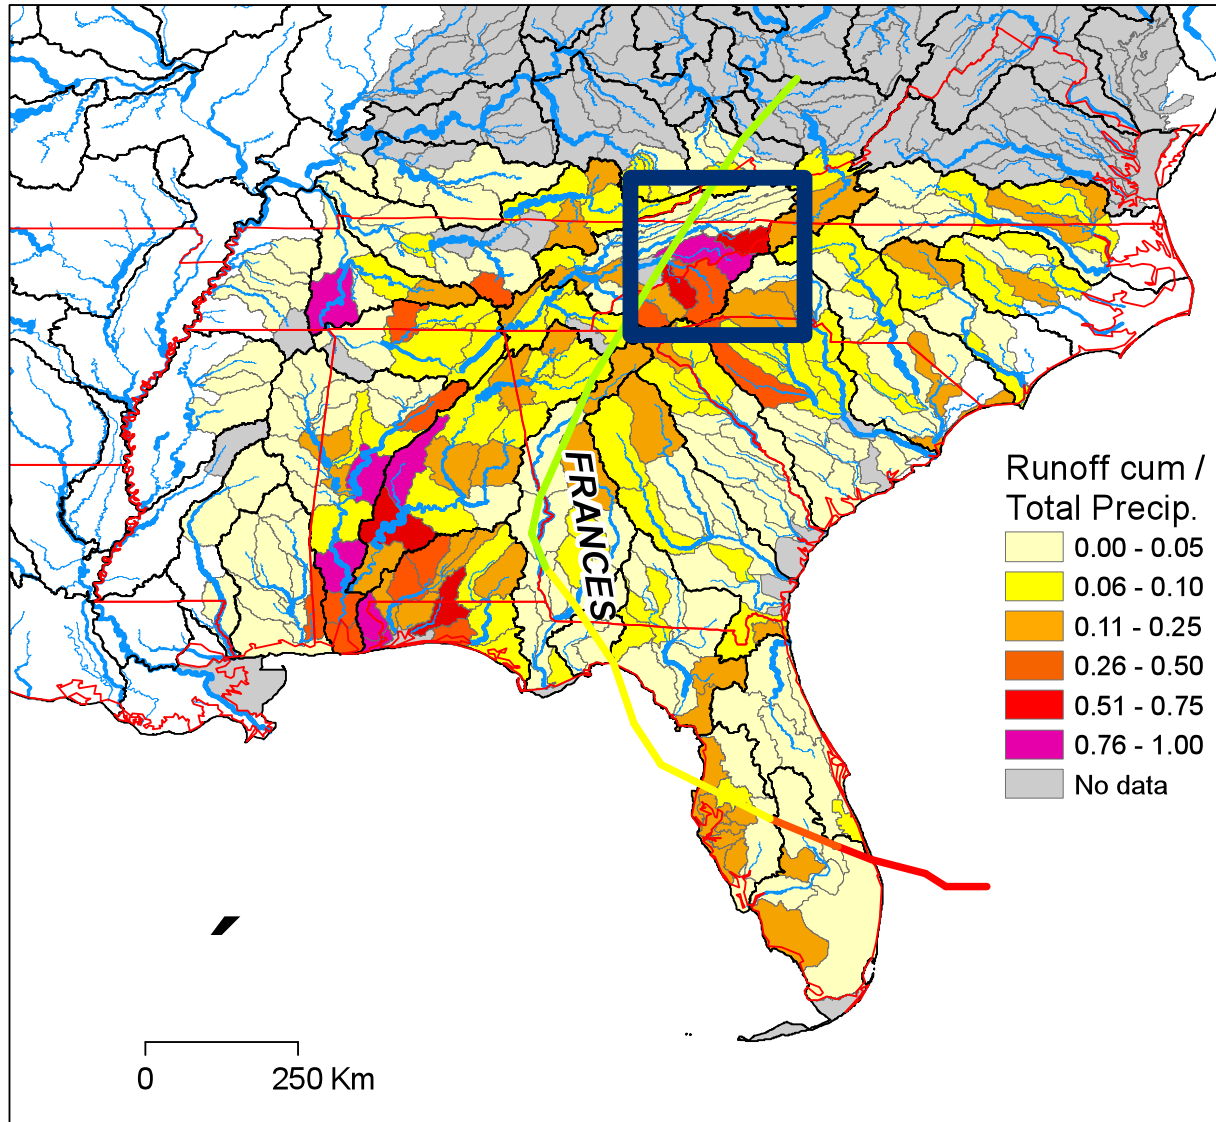 FRANCES
Runoff cum /
Total Precip.
0.00 - 0.05
0.06 - 0.10
0.11 - 0.25
0.26 - 0.50
0.51 - 0.75
0.76 - 1.00
No data
0 250 Km